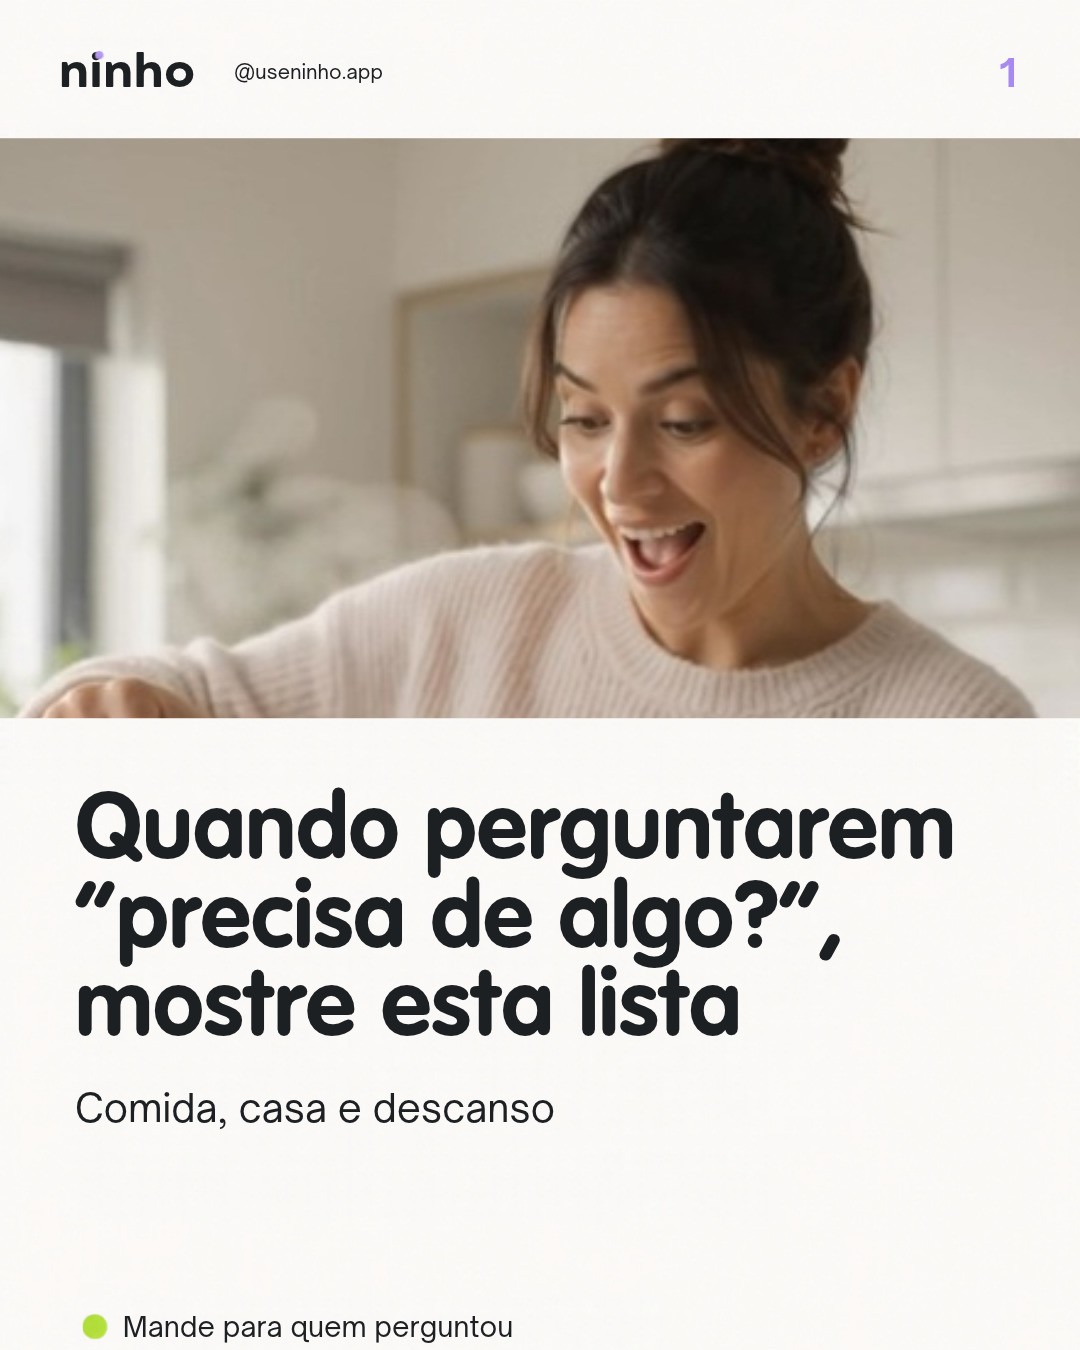 ninho
@useninho.app
1
Quando perguntarem
“precisa de algo?”,
mostre esta lista
Comida, casa e descanso
Mande para quem perguntou